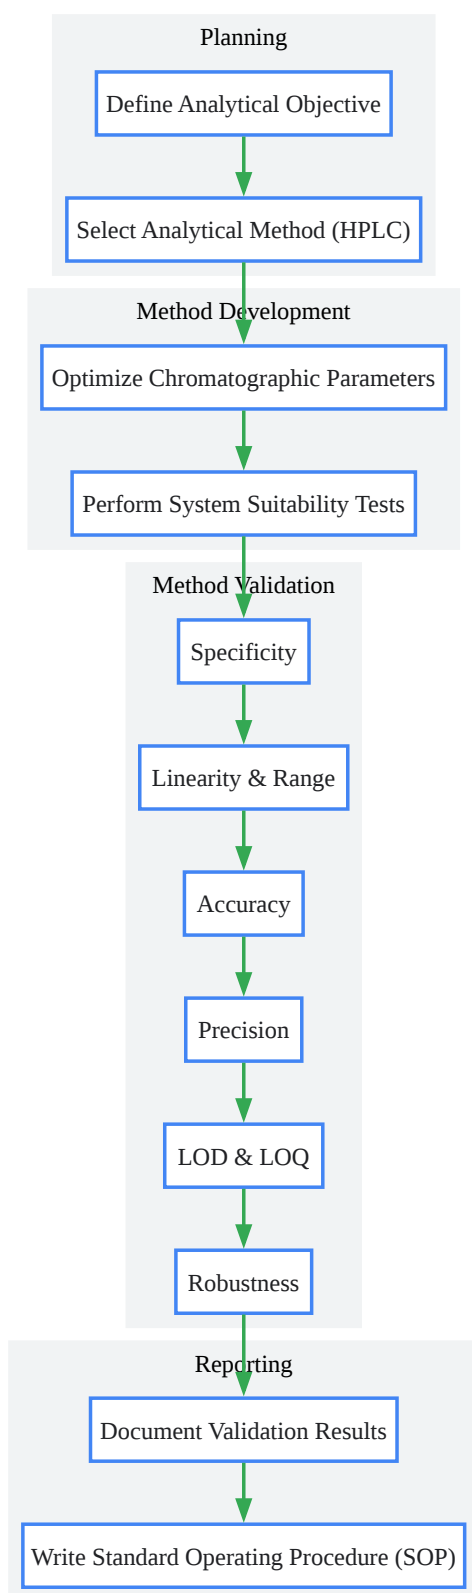 Planning
Define Analytical Objective
Select Analytical Method (HPLC)
Method Development
Optimize Chromatographic Parameters
Perform System Suitability Tests
Method Validation
Specificity
Linearity & Range
Accuracy
Precision
LOD & LOQ
Robustness
Reporting
Document Validation Results
Write Standard Operating Procedure (SOP)